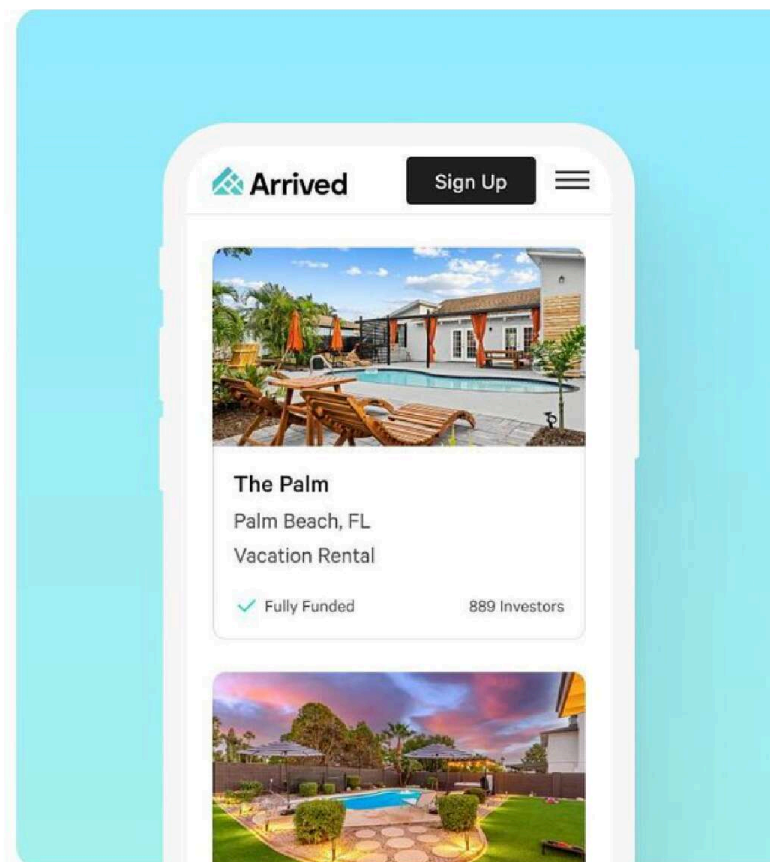 Arrived
Sign Up
The Palm
Palm Beach, FL
Vacation Rental
Fully Funded
889 Investors